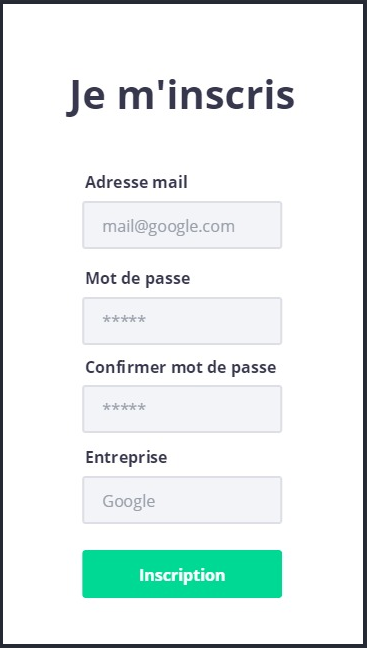 Je m'inscris
Adresse mail
mail@google.com
Mot de passe
*****
Confirmer mot de passe
*****
Entreprise
Google
Inscription